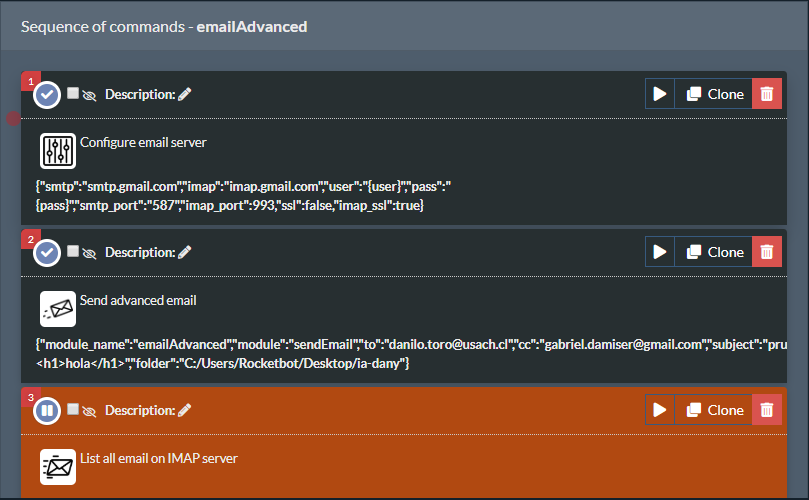 Sequence of commands - emailAdvanced
1
Description:
Clone
Configure email server
{"smtp":"smtp.gmail.com","imap":"imap.gmail.com","user":"{user}","pass":"
{pass}","smtp_port":"587","imap_port":993,"ssl":false,"imap_ssl":true}
2
Description:
Clone
Send advanced email
{"module_name":"emailAdvanced","module":"sendEmail","to":"danilo.toro@usach.cl","cc":"gabriel.damiser@gmail.com","subject":"pru
<h1>hola</h1>","folder":"C:/Users/Rocketbot/Desktop/ia-dany"}
3
Description:
Clone
List all email on IMAP server